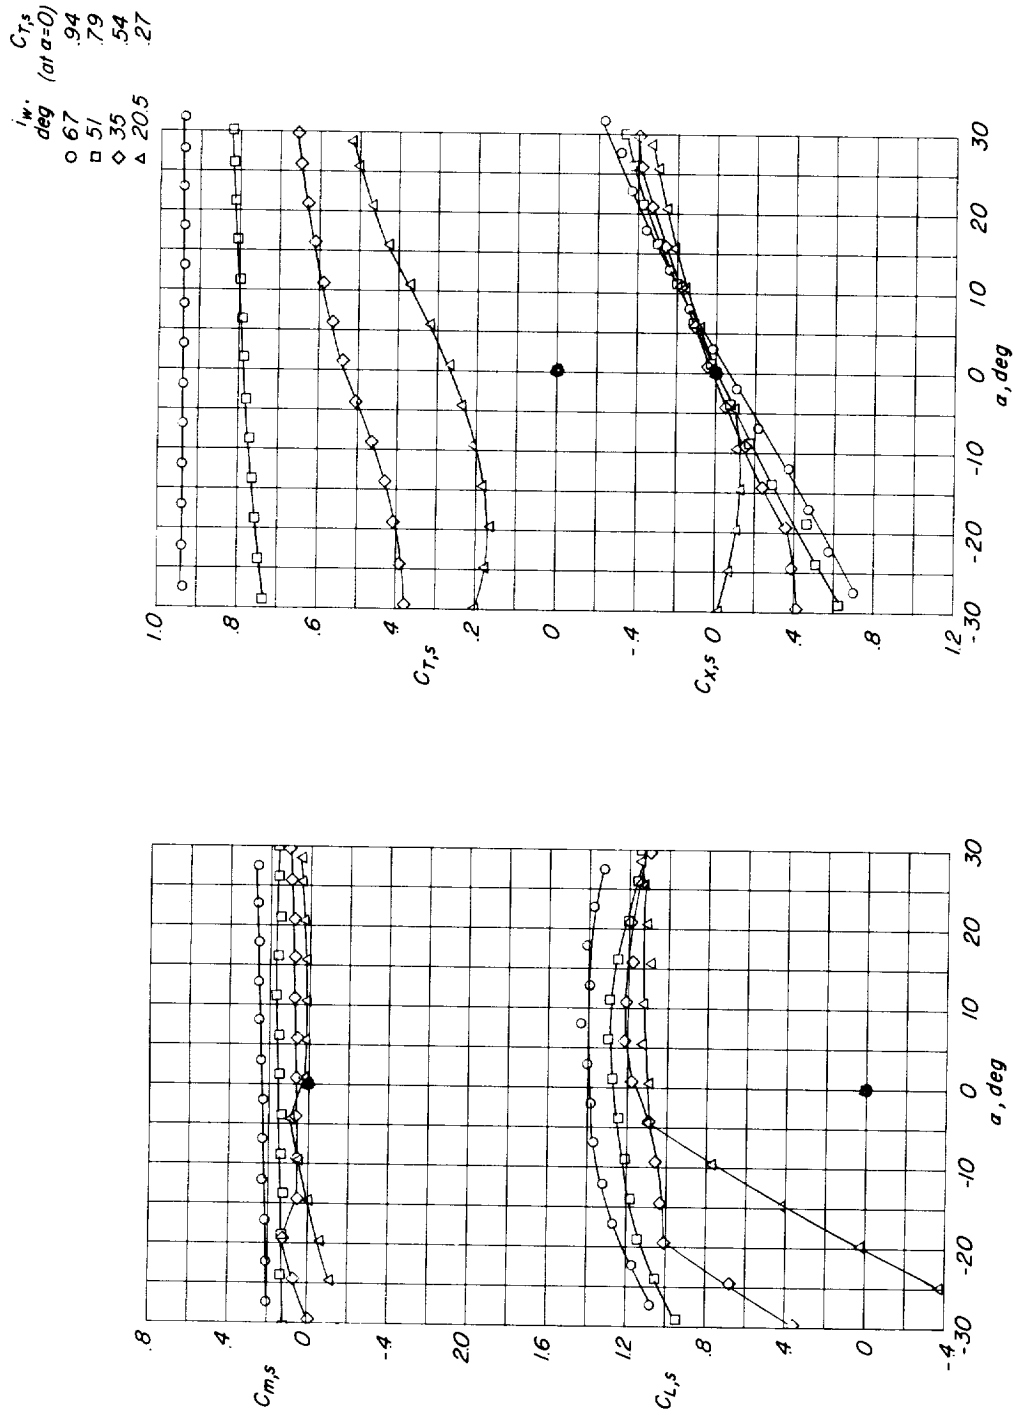 i_w, C_T,s
deg (at α=0)
○ 67 .94
□ 51 .79
◇ 35 .54
△ 20.5 .27
.8
.4
0
-.4
C_m,s
2.0
1.6
1.2
.8
.4
0
-.4
C_L,s
-30 -20 -10 0 10 20 30
α, deg
1.0
.8
.6
.4
.2
0
C_T,s
-.4
0
.4
.8
1.2
C_X,s
-30 -20 -10 0 10 20 30
α, deg